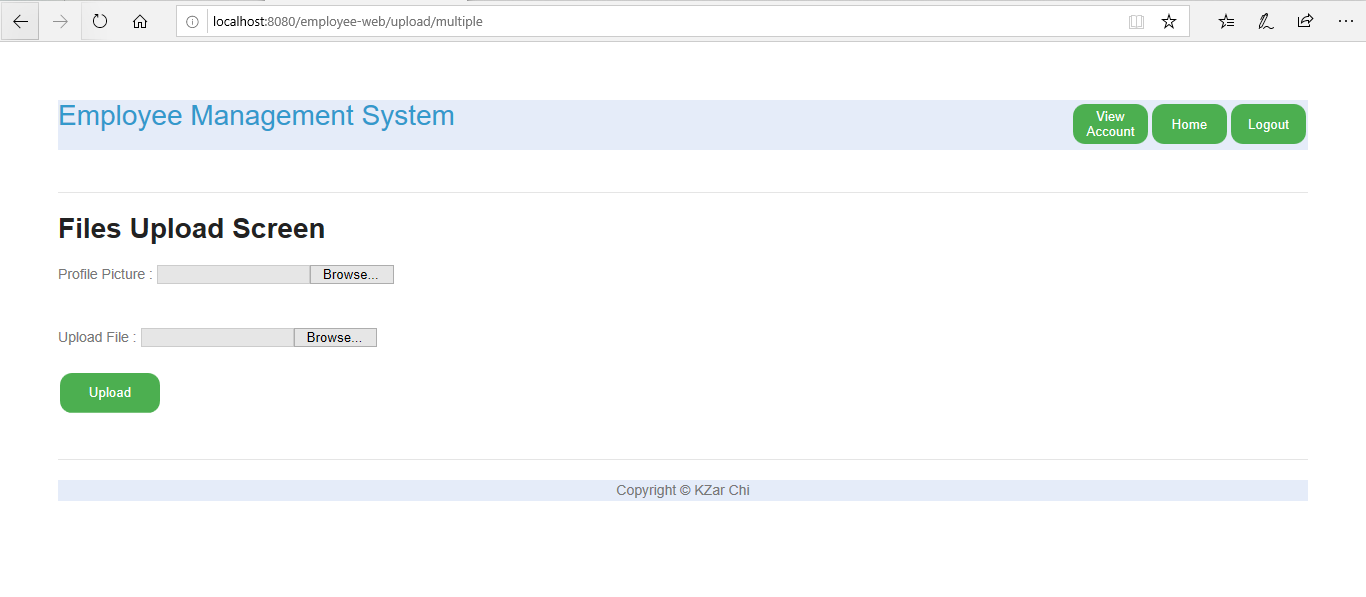 localhost:8080/employee-web/upload/multiple
Employee Management System
View
Account
Home
Logout
Files Upload Screen
Profile Picture : Browse...
Upload File : Browse...
Upload
Copyright © KZar Chi